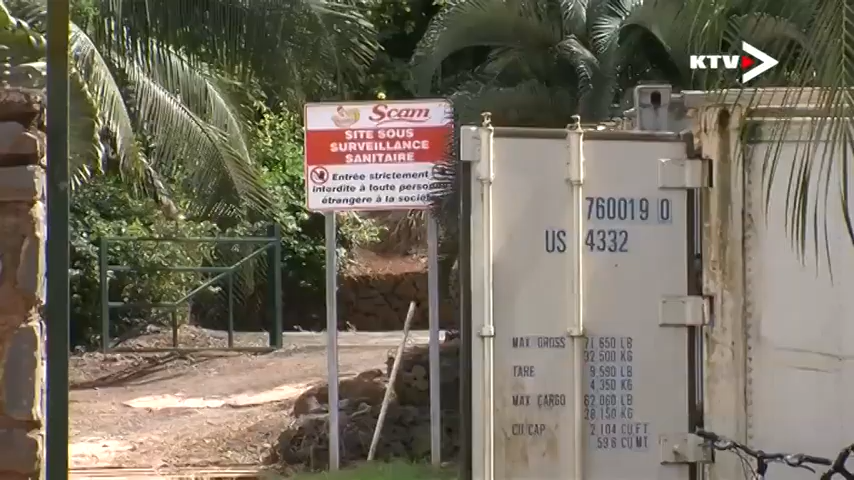 KTV
Scam
SITE SOUS
SURVEILLANCE
SANITAIRE
Entrée strictement
interdite à toute
étrangère à la société
760019 0
US 4332
MAX GROSS 71 650 LB
32 500 KG
TARE 9 590 LB
4 350 KG
MAX CARGO 62 060 LB
28 150 KG
CU CAP 2 104 CU FT
59 6 CU MT